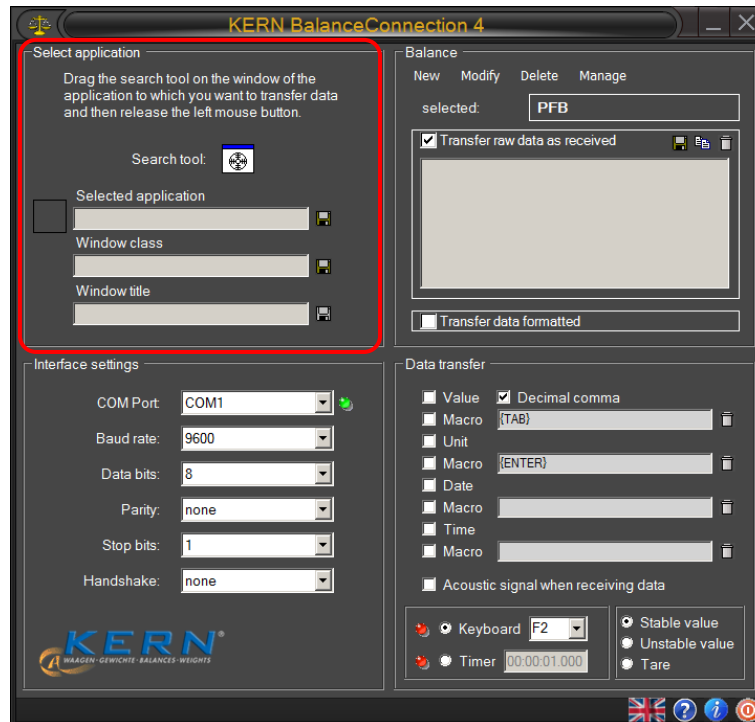 KERN BalanceConnection 4
Select application
Drag the search tool on the window of the
application to which you want to transfer data
and then release the left mouse button.
Search tool:
Selected application
Window class
Window title
Balance
New Modify Delete Manage
selected: PFB
Transfer raw data as received
Transfer data formatted
Interface settings
COM Port: COM1
Baud rate: 9600
Data bits: 8
Parity: none
Stop bits: 1
Handshake: none
KERN
WAAGEN·GEWICHTE·BALANCES·WEIGHTS
Data transfer
Value Decimal comma
Macro {TAB}
Unit
Macro {ENTER}
Date
Macro
Time
Macro
Acoustic signal when receiving data
Keyboard F2
Timer 00:00:01.000
Stable value
Unstable value
Tare